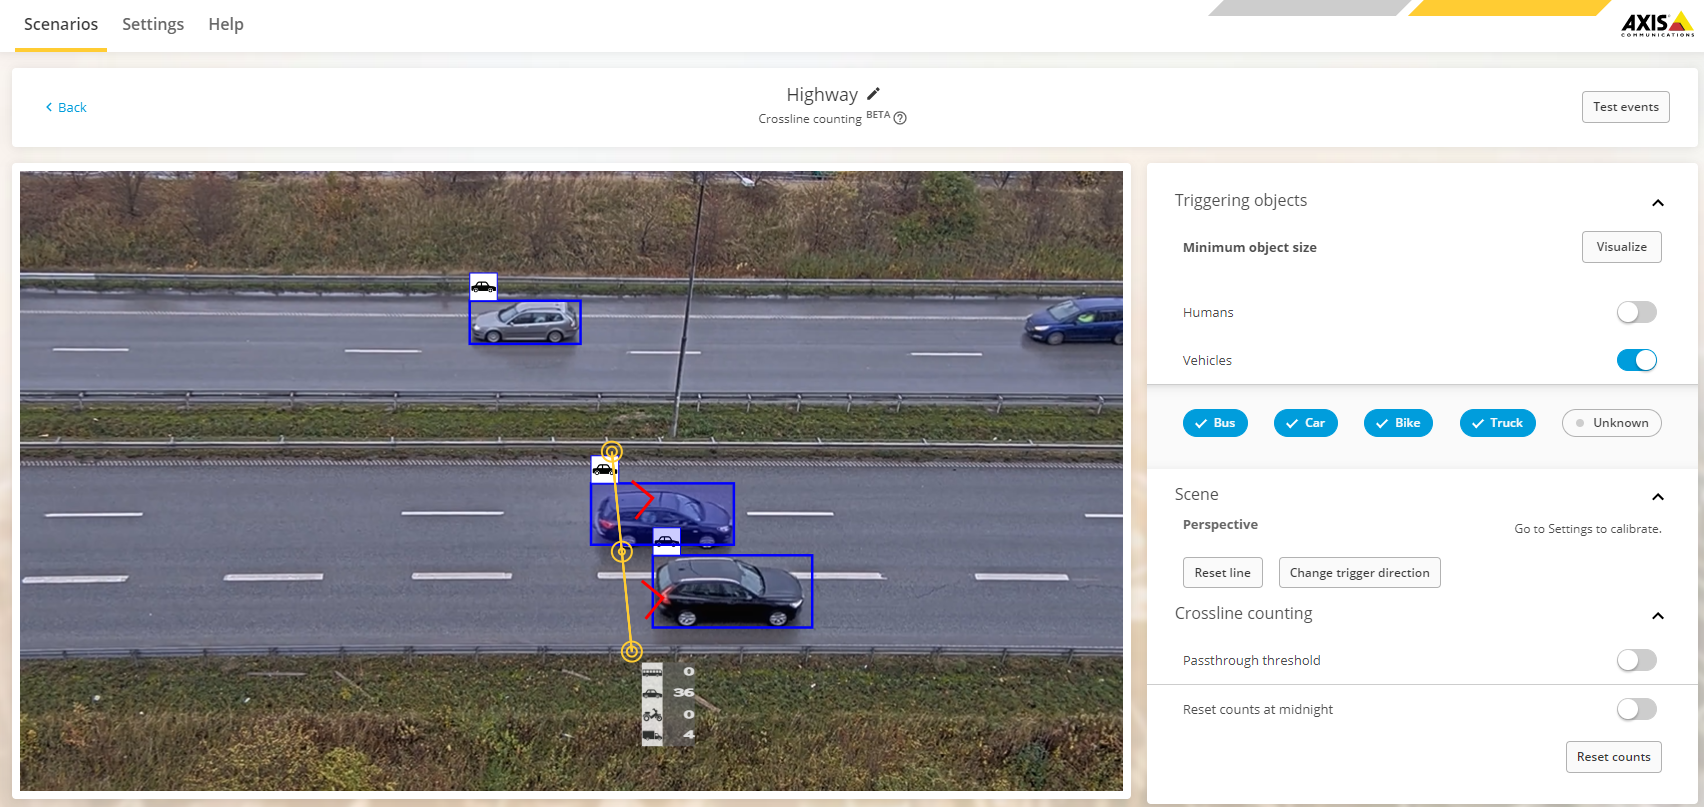 Scenarios Settings Help
AXIS
COMMUNICATIONS
Back
Highway
Crossline counting BETA
Test events
Triggering objects
Minimum object size
Visualize
Humans
Vehicles
Bus Car Bike Truck Unknown
Scene
Perspective
Go to Settings to calibrate.
Reset line Change trigger direction
Crossline counting
Passthrough threshold
Reset counts at midnight
Reset counts
0
36
0
4